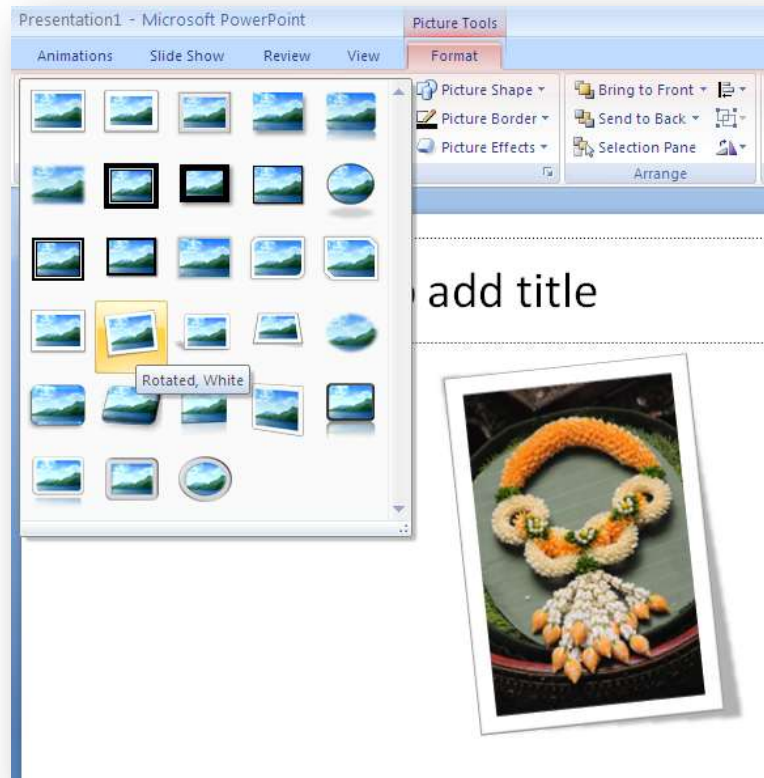 Presentation1 - Microsoft PowerPoint
Picture Tools
Animations Slide Show Review View Format
Picture Shape
Picture Border
Picture Effects
Bring to Front
Send to Back
Selection Pane
Arrange
add title
Rotated, White